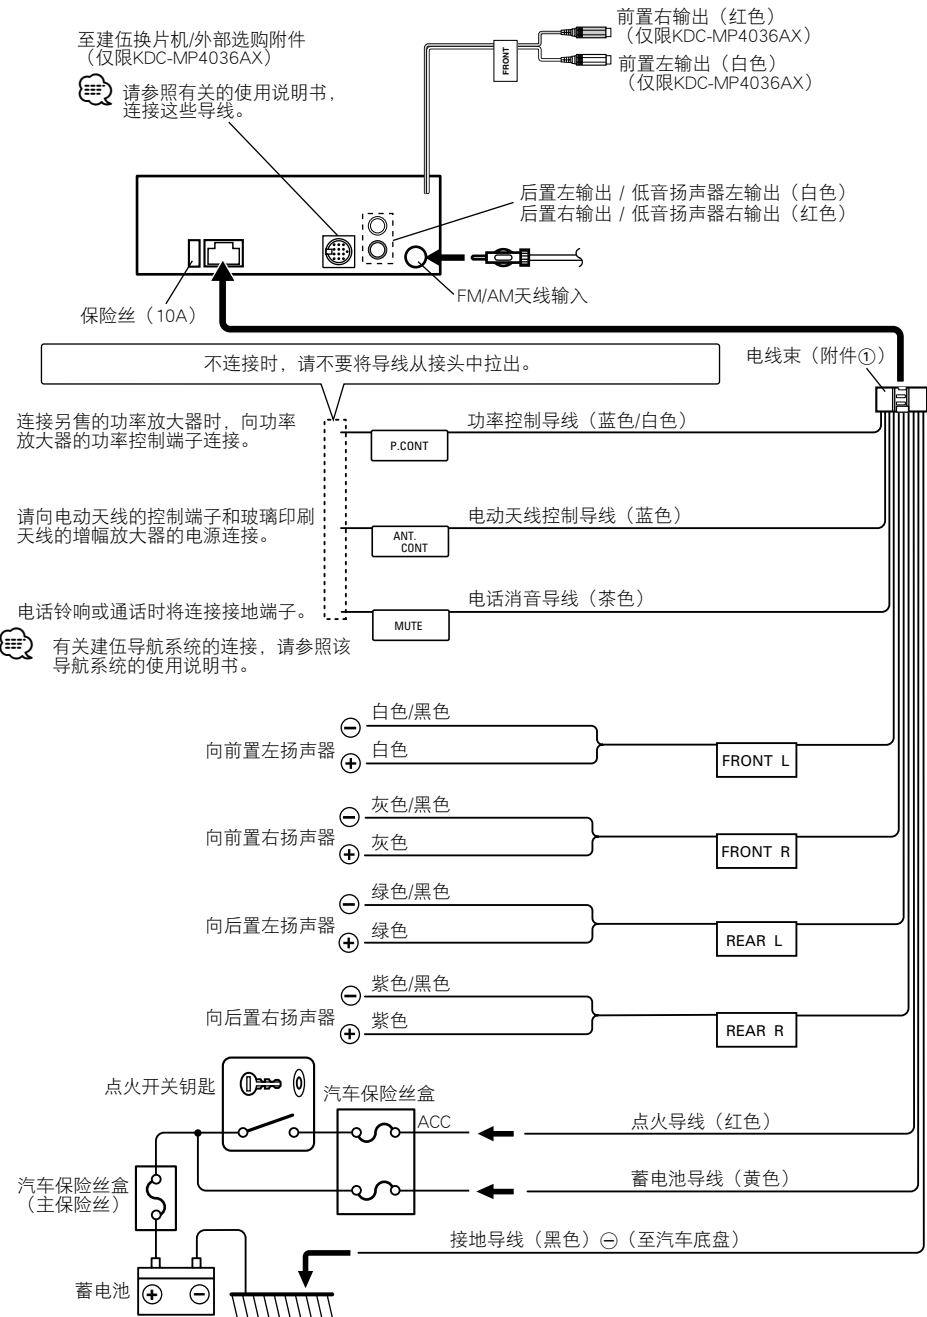 前置右输出（红色）
（仅限KDC-MP4036AX）
前置左输出（白色）
（仅限KDC-MP4036AX）
FRONT
至建伍换片机/外部选购附件
（仅限KDC-MP4036AX）
请参照有关的使用说明书，
连接这些导线。
后置左输出 / 低音扬声器左输出（白色）
后置右输出 / 低音扬声器右输出（红色）
FM/AM天线输入
保险丝（10A）
不连接时，请不要将导线从接头中拉出。
电线束（附件①）
连接另售的功率放大器时，向功率
放大器的功率控制端子连接。
功率控制导线（蓝色/白色）
P.CONT
请向电动天线的控制端子和玻璃印刷
天线的增幅放大器的电源连接。
电动天线控制导线（蓝色）
ANT.
CONT
电话铃响或通话时将连接接地端子。
电话消音导线（茶色）
MUTE
有关建伍导航系统的连接，请参照该
导航系统的使用说明书。
向前置左扬声器
⊖ 白色/黑色
⊕ 白色
FRONT L
向前置右扬声器
⊖ 灰色/黑色
⊕ 灰色
FRONT R
向后置左扬声器
⊖ 绿色/黑色
⊕ 绿色
REAR L
向后置右扬声器
⊖ 紫色/黑色
⊕ 紫色
REAR R
点火开关钥匙
汽车保险丝盒
ACC
点火导线（红色）
汽车保险丝盒
（主保险丝）
蓄电池导线（黄色）
接地导线（黑色）⊖（至汽车底盘）
蓄电池
⊕ ⊖